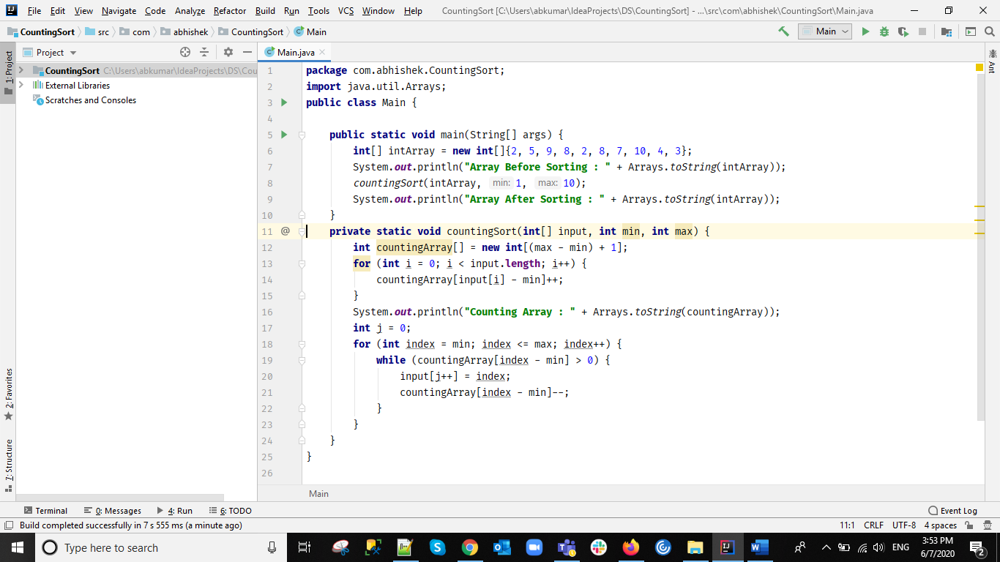 File Edit View Navigate Code Analyze Refactor Build Run Tools VCS Window Help CountingSort [C:\Users\abkumar\IdeaProjects\DS\CountingSort] - ...\src\com\abhishek\CountingSort\Main.java
CountingSort src com abhishek CountingSort Main Main
1: Project
Project
Main.java
CountingSort C:\Users\abkumar\IdeaProjects\DS\Cou
External Libraries
Scratches and Consoles
2: Favorites
7: Structure
1 package com.abhishek.CountingSort;
2 import java.util.Arrays;
3 public class Main {
4
5 public static void main(String[] args) {
6 int[] intArray = new int[]{2, 5, 9, 8, 2, 8, 7, 10, 4, 3};
7 System.out.println("Array Before Sorting : " + Arrays.toString(intArray));
8 countingSort(intArray, min: 1, max: 10);
9 System.out.println("Array After Sorting : " + Arrays.toString(intArray));
10 }
11 @ private static void countingSort(int[] input, int min, int max) {
12 int countingArray[] = new int[(max - min) + 1];
13 for (int i = 0; i < input.length; i++) {
14 countingArray[input[i] - min]++;
15 }
16 System.out.println("Counting Array : " + Arrays.toString(countingArray));
17 int j = 0;
18 for (int index = min; index <= max; index++) {
19 while (countingArray[index - min] > 0) {
20 input[j++] = index;
21 countingArray[index - min]--;
22 }
23 }
24 }
25 }
26
Ant
Main
Terminal 0: Messages 4: Run 6: TODO Event Log
Build completed successfully in 7 s 555 ms (a minute ago) 11:1 CRLF UTF-8 4 spaces
Type here to search ENG 3:53 PM
6/7/2020 2